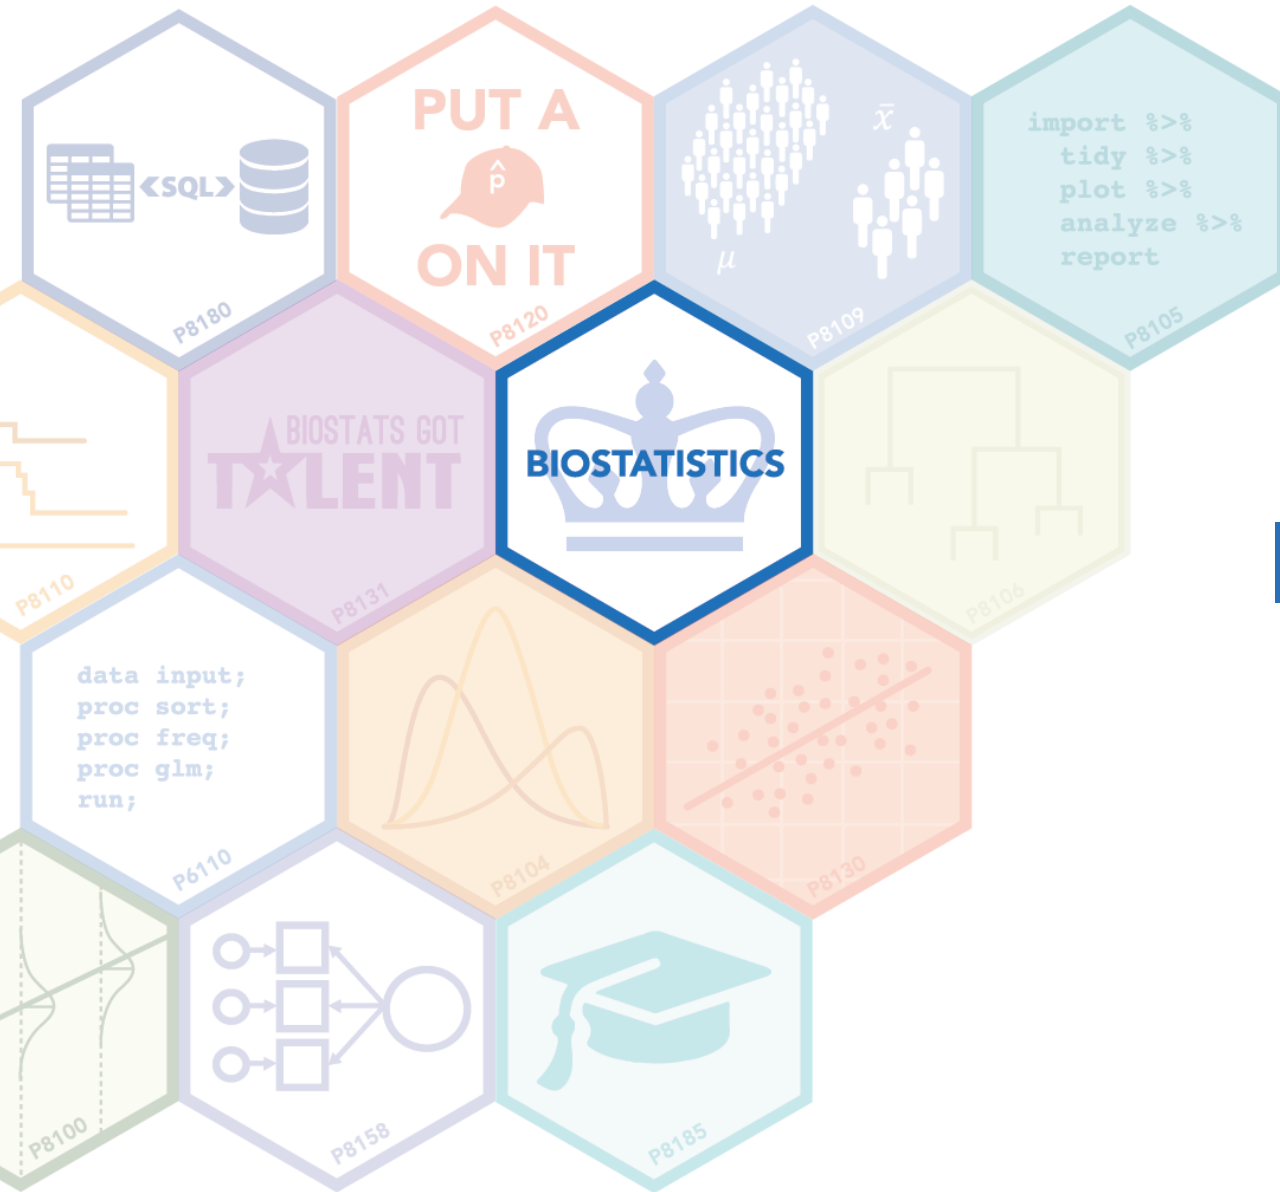 <SQL>
P8180
PUT A
p̂
ON IT
P8120
x̄
μ
P8109
import %>%
tidy %>%
plot %>%
analyze %>%
report
P8105
P8110
BIOSTATS GOT
TALENT
P8131
BIOSTATISTICS
P8106
data input;
proc sort;
proc freq;
proc glm;
run;
P6110
P8104
P8130
P8100
P8158
P8185